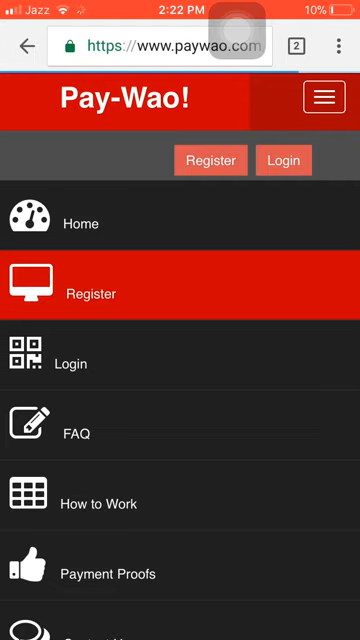 Jazz 2:22 PM 10%
https://www.paywao.com 2
Pay-Wao!
Register Login
Home
Register
Login
FAQ
How to Work
Payment Proofs